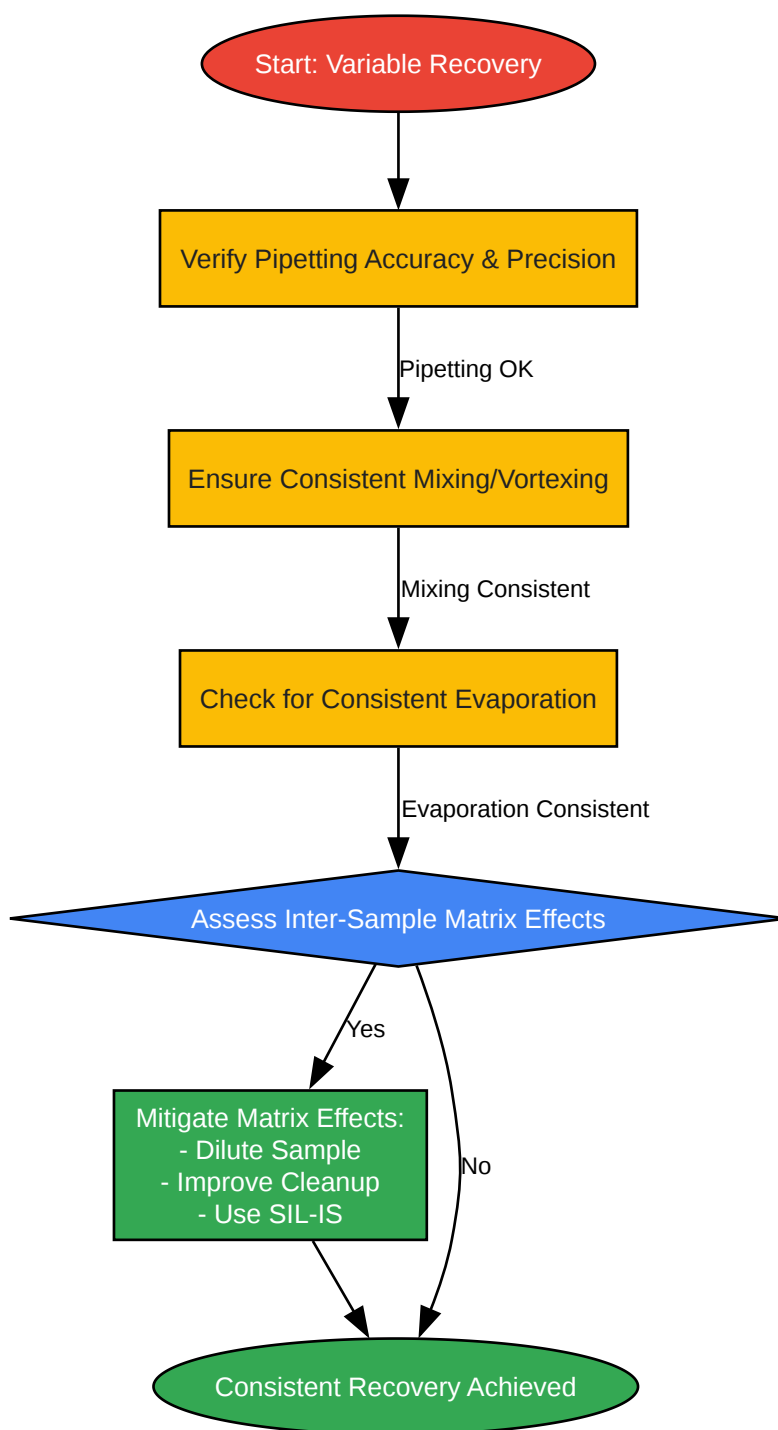 Start: Variable Recovery
Verify Pipetting Accuracy & Precision
Pipetting OK
Ensure Consistent Mixing/Vortexing
Mixing Consistent
Check for Consistent Evaporation
Evaporation Consistent
Assess Inter-Sample Matrix Effects
Yes
Mitigate Matrix Effects:
- Dilute Sample
- Improve Cleanup
- Use SIL-IS
No
Consistent Recovery Achieved